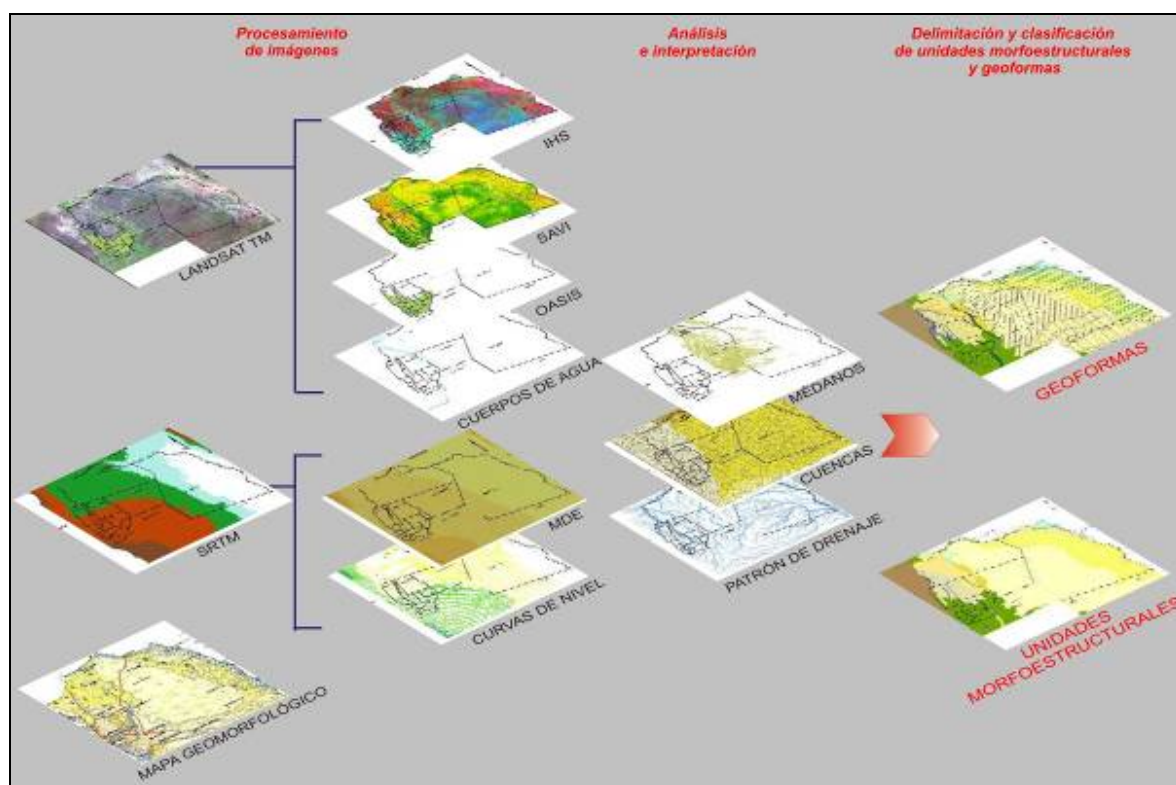 Procesamiento
de imágenes
Análisis
e interpretación
Delimitación y clasificación
de unidades morfoestructurales
y geoformas
LANDSAT TM
IHS
SAVI
OASIS
CUERPOS DE AGUA
SRTM
MDE
CURVAS DE NIVEL
MAPA GEOMORFOLÓGICO
MÉDANOS
CUENCAS
PATRÓN DE DRENAJE
GEOFORMAS
UNIDADES
MORFOESTRUCTURALES